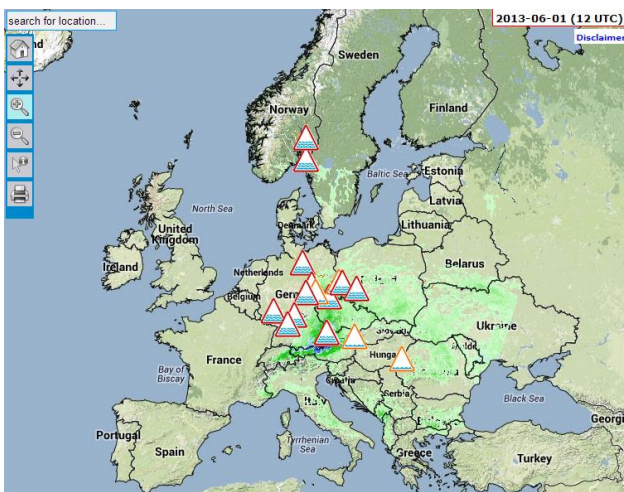 search for location...
2013-06-01 (12 UTC)
Disclaimer
Sweden
Norway
Finland
Baltic Sea
Estonia
Latvia
North Sea
Denmark
Lithuania
United
Kingdom
Ireland
Belarus
Netherlands
Belgium
Ukraine
France
Bay of
Biscay
Italy
Serbia
Black Sea
Georgi
Portugal
Spain
Tyrrhenian
Sea
Greece
Turkey